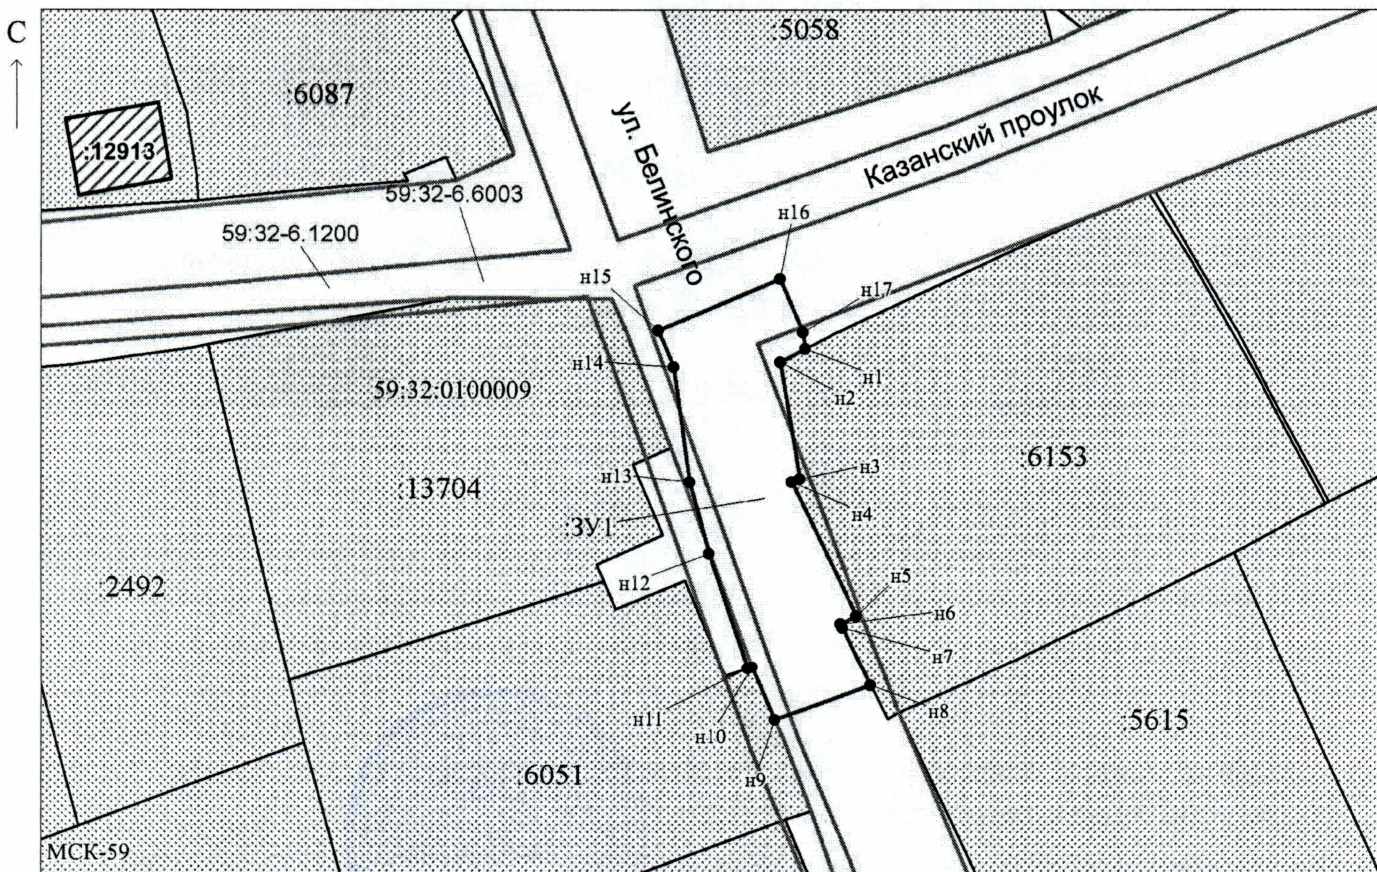 С
:5058
:6087
:12913
ул. Белинского
Казанский проулок
59:32-6.6003
59:32-6.1200
н16
н15
н17
н14
н1
н2
59:32:0100009
:6153
н3
н13
:13704
н4
:ЗУ1
н12
:2492
н5
н6
н7
н8
н11
н10
:5615
н9
:6051
МСК-59